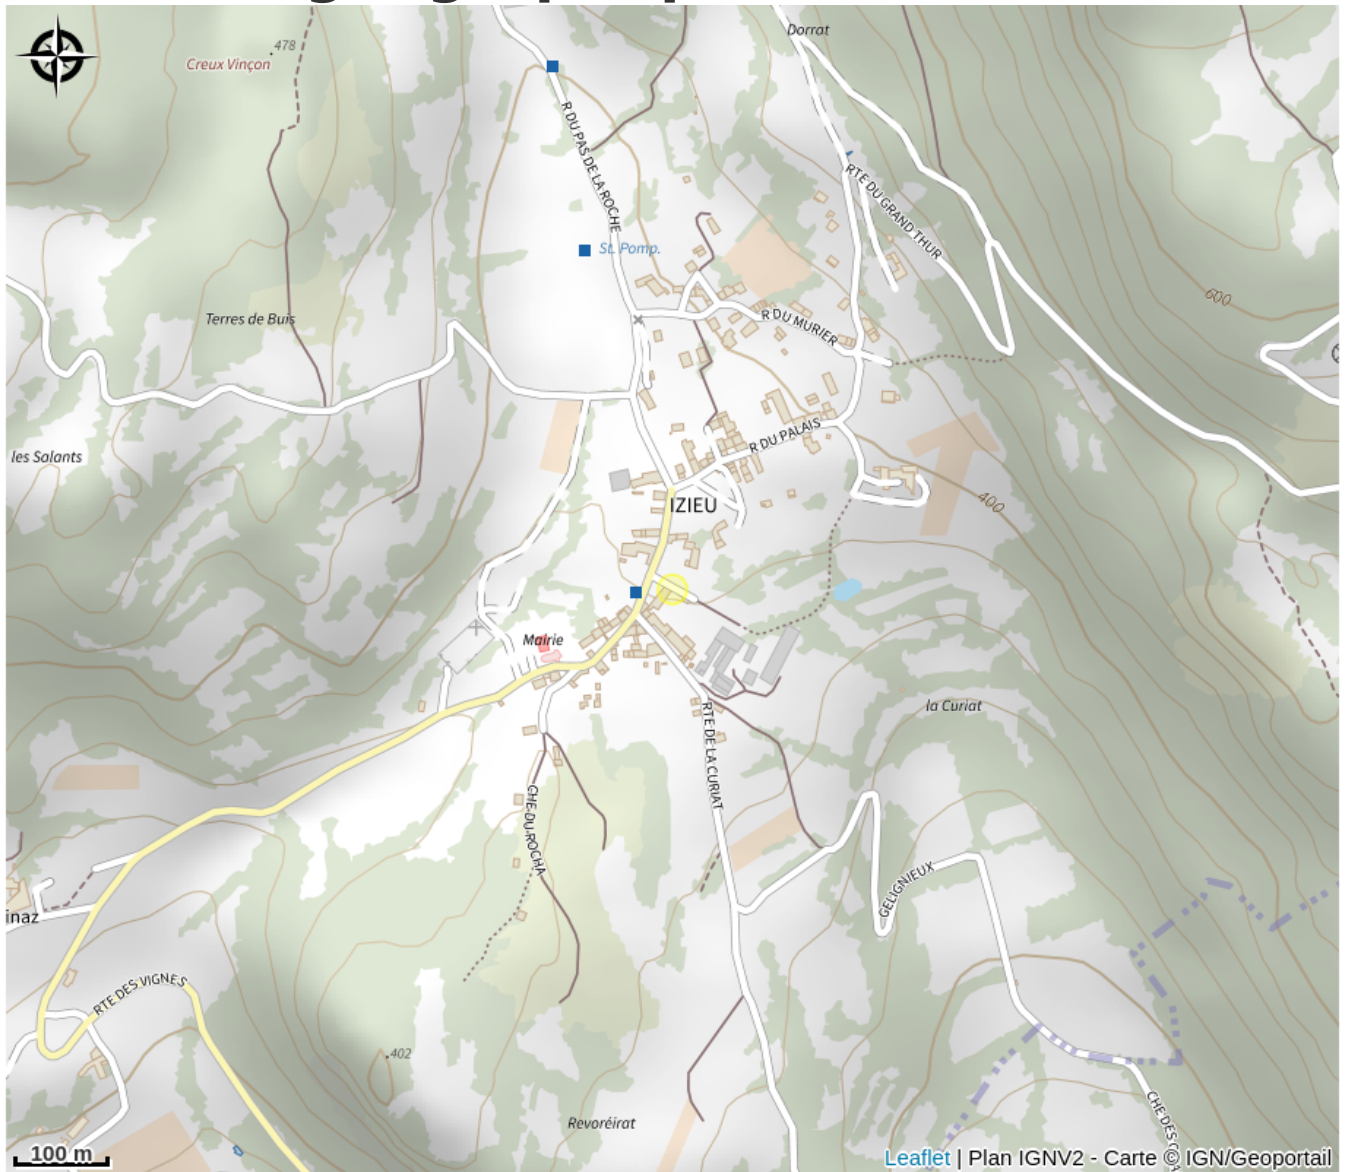 Dorrat
478
Creux Vinçon
R DU PAS DE LA ROCHE
RTE DU GRAND THUR
St. Pomp.
600
Terres de Buis
R DU MURIER
R DU PALAIS
les Salants
IZIEU
400
Mairie
la Curiat
RTE DE LA CURIAT
CHE DU ROCHA
GELIGNIEUX
inaz
RTE DES VIGNES
402
CHE DES
Revoréirat
100 m
Leaflet | Plan IGNV2 - Carte © IGN/Geoportail